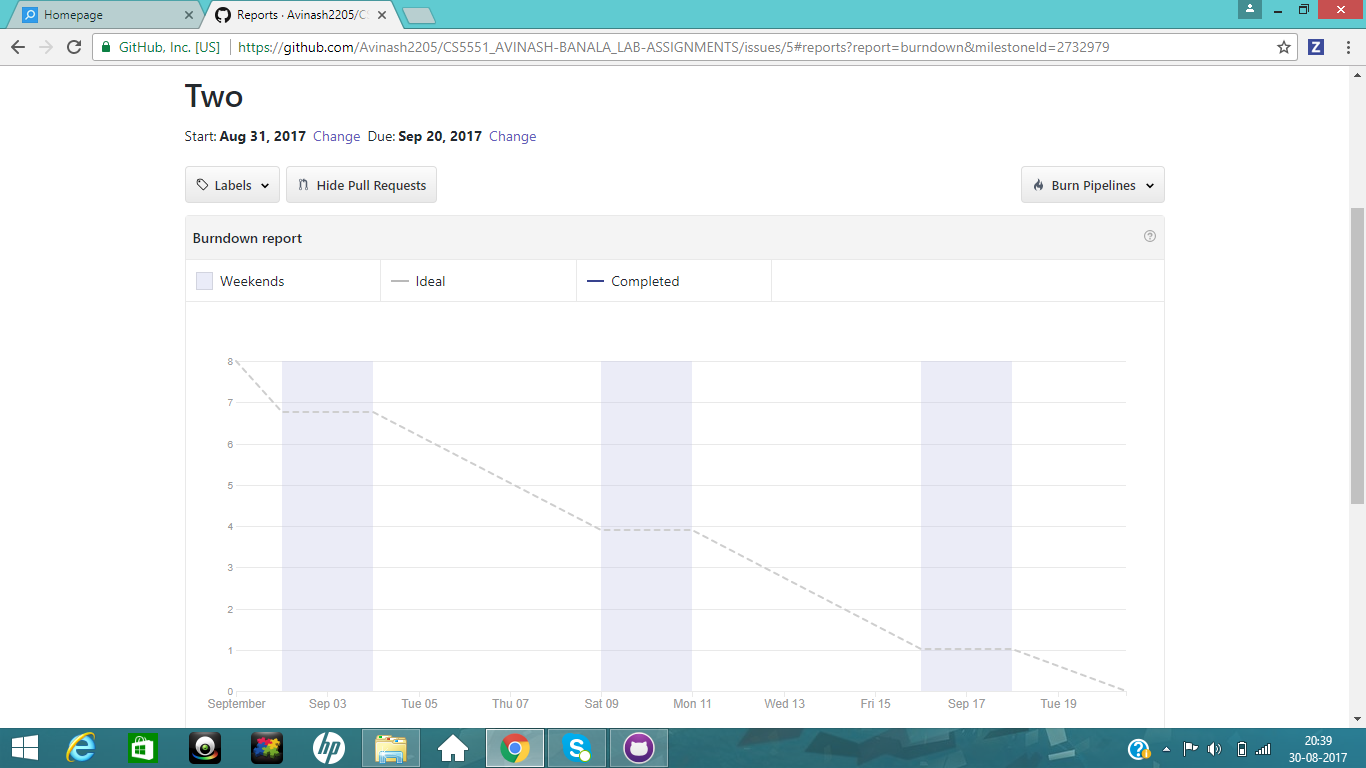 Homepage
Reports · Avinash2205/CS
GitHub, Inc. [US] https://github.com/Avinash2205/CS5551_AVINASH-BANALA_LAB-ASSIGNMENTS/issues/5#reports?report=burndown&milestoneId=2732979
Z
Two
Start: Aug 31, 2017 Change Due: Sep 20, 2017 Change
Labels Hide Pull Requests Burn Pipelines
Burndown report ?
Weekends Ideal Completed
8
7
6
5
4
3
2
1
0
September Sep 03 Tue 05 Thu 07 Sat 09 Mon 11 Wed 13 Fri 15 Sep 17 Tue 19
hp S ?
20:39
30-08-2017